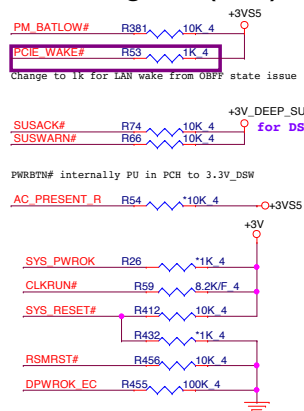 +3VS5
PM_BATLOW# R381 10K_4
PCIE_WAKE# R53 1K_4
Change to 1k for LAN wake from OBFF state issue
+3V_DEEP_SU
SUSACK# R74 10K_4 for DS
SUSWARN# R66 10K_4
PWRBTN# internally PU in PCH to 3.3V_DSW
AC_PRESENT_R R54 *10K_4 +3VS5
+3V
SYS_PWROK R26 *1K_4
CLKRUN# R59 8.2K/F_4
SYS_RESET# R412 10K_4
R432 *1K_4
RSMRST# R456 10K_4
DPWROK_EC R455 100K_4